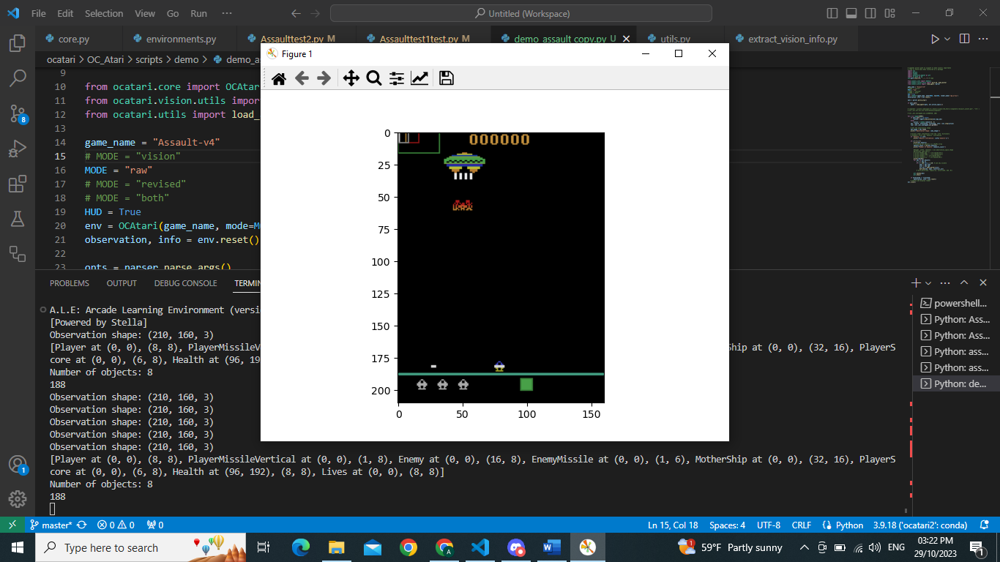 File Edit Selection View Go Run ··· Untitled (Workspace)
core.py environments.py Assaulttest2.py M Assaulttest1test.py M demo_assault copy.py U utils.py extract_vision_info.py
ocatari > OC_Atari > scripts > demo >
Figure 1
9
10 from ocatari.core import OCAtar
11 from ocatari.vision.utils impor
12 from ocatari.utils import load_
13
14 game_name = "Assault-v4"
15 # MODE = "vision"
16 MODE = "raw"
17 # MODE = "revised"
18 # MODE = "both"
19 HUD = True
20 env = OCAtari(game_name, mode=M
21 observation, info = env.reset()
22
23 opts = parser.parse_args()
000000
0
25
50
75
100
125
150
175
200
0 50 100 150
PROBLEMS OUTPUT DEBUG CONSOLE TERMIN
A.L.E: Arcade Learning Environment (versi
[Powered by Stella]
Observation shape: (210, 160, 3)
[Player at (0, 0), (8, 8), PlayerMissileV Ship at (0, 0), (32, 16), PlayerS
core at (0, 0), (6, 8), Health at (96, 19
Number of objects: 8
188
Observation shape: (210, 160, 3)
Observation shape: (210, 160, 3)
Observation shape: (210, 160, 3)
Observation shape: (210, 160, 3)
Observation shape: (210, 160, 3)
[Player at (0, 0), (8, 8), PlayerMissileVertical at (0, 0), (1, 8), Enemy at (0, 0), (16, 8), EnemyMissile at (0, 0), (1, 6), MotherShip at (0, 0), (32, 16), PlayerS
core at (0, 0), (6, 8), Health at (96, 192), (8, 8), Lives at (0, 0), (8, 8)]
Number of objects: 8
188
powershell...
Python: Ass...
Python: Ass...
Python: ass...
Python: ass...
Python: de...
8
1
master* 0 0 0 Ln 15, Col 18 Spaces: 4 UTF-8 CRLF Python 3.9.18 ('ocatari2': conda)
Type here to search 59°F Partly sunny ENG 03:22 PM
29/10/2023
1